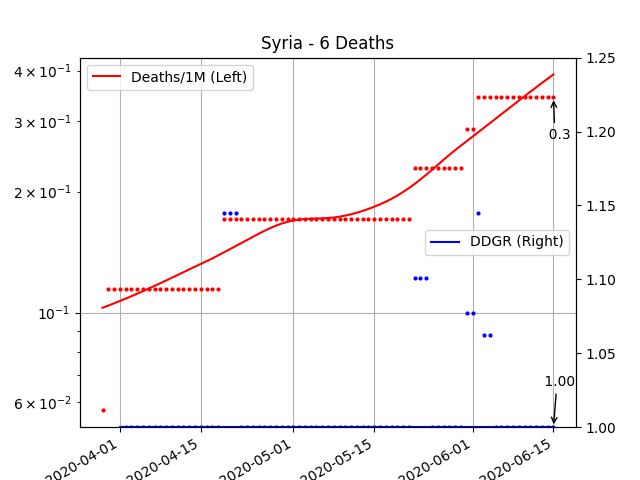 Syria - 6 Deaths
Deaths/1M (Left)
DDGR (Right)
4 × 10⁻¹
3 × 10⁻¹
2 × 10⁻¹
10⁻¹
6 × 10⁻²
1.25
1.20
1.15
1.10
1.05
1.00
0.3
1.00
2020-04-01
2020-04-15
2020-05-01
2020-05-15
2020-06-01
2020-06-15